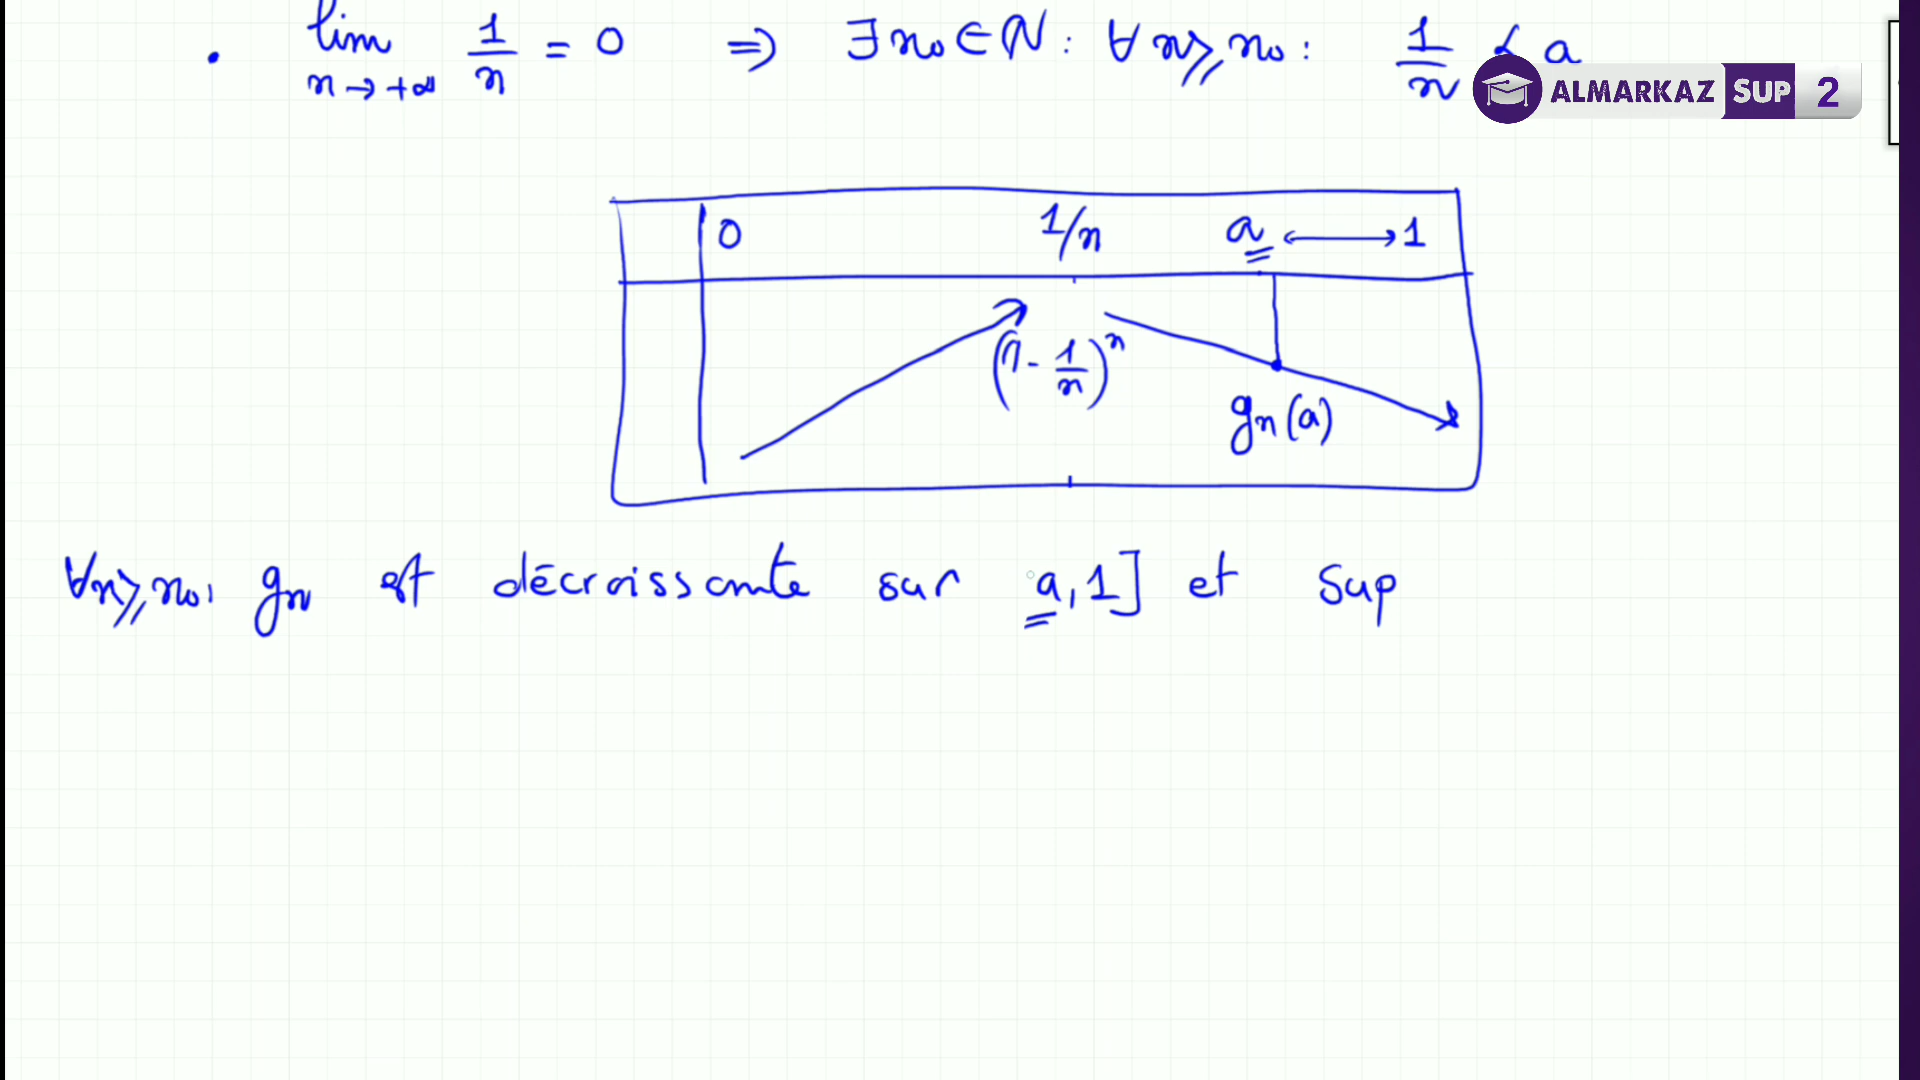 . lim 1/n = 0 ⇒ ∃ n₀ ∈ ℕ : ∀ n ⩾ n₀ : 1/n < a
n → +∞
ALMARKAZ SUP 2
0 1/n a ⟷ 1
(1 - 1/n)ⁿ
gₙ(a)
∀n⩾n₀, gₙ est décroissante sur a, 1] et Sup